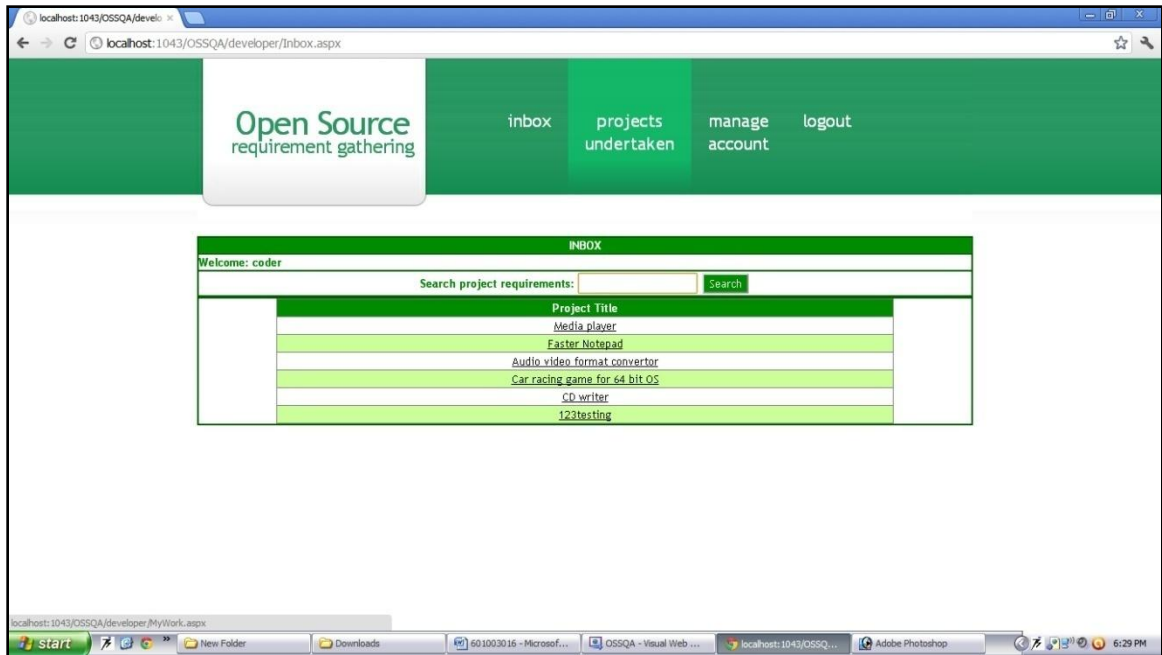 localhost:1043/OSSQA/develo
localhost:1043/OSSQA/developer/Inbox.aspx
Open Source
requirement gathering
inbox
projects
undertaken
manage
account
logout
INBOX
Welcome: coder
Search project requirements:
Search
Project Title
Media player
Faster Notepad
Audio video format convertor
Car racing game for 64 bit OS
CD writer
123testing
localhost:1043/OSSQA/developer/MyWork.aspx
start
New Folder
Downloads
601003016 - Microsof...
OSSQA - Visual Web ...
localhost:1043/OSSQ...
Adobe Photoshop
6:29 PM